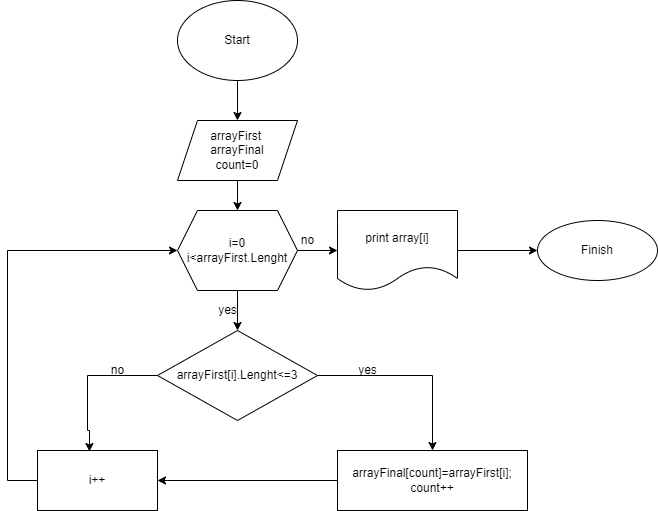 Start
arrayFirst
arrayFinal
count=0
i=0
i<arrayFirst.Lenght
no
print array[i]
Finish
yes
arrayFirst[i].Lenght<=3
no
yes
i++
arrayFinal[count]=arrayFirst[i];
count++